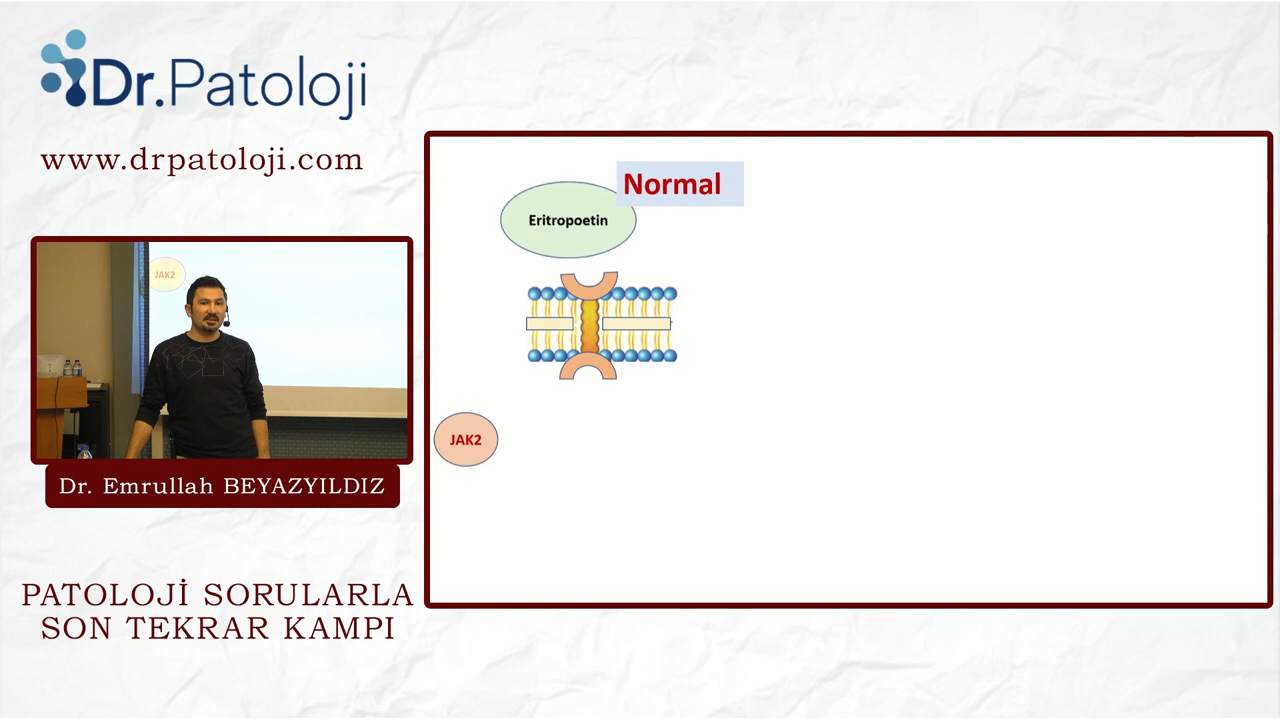 Dr.Patoloji
www.drpatoloji.com
JAK2
Dr. Emrullah BEYAZYILDIZ
PATOLOJİ SORULARLA
SON TEKRAR KAMPI
Normal
Eritropoetin
JAK2